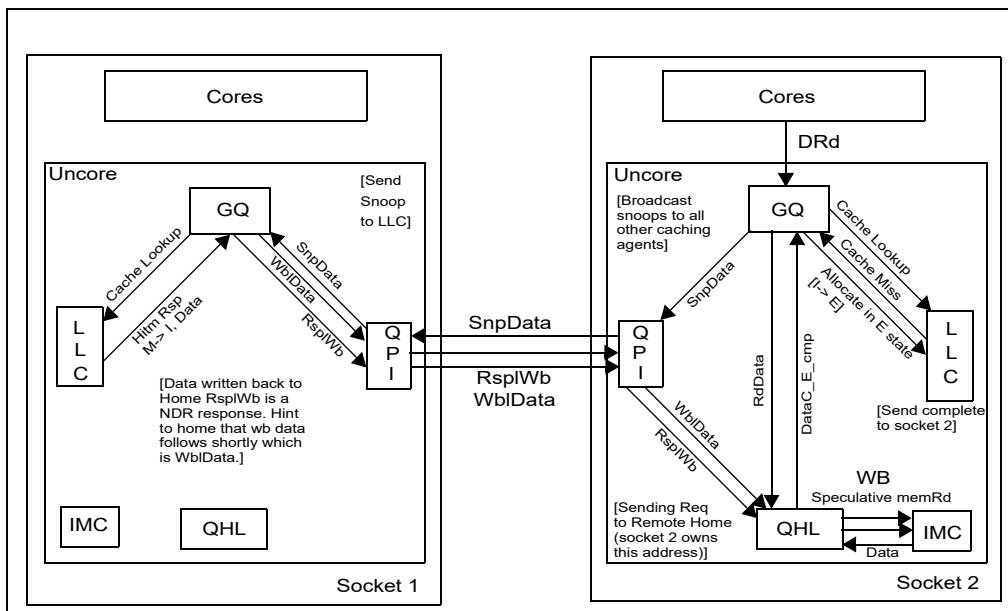 Cores
Uncore
[Send
Snoop
to LLC]
GQ
Cache Lookup
Hitm Rsp
M-> I, Data
SnpData
WblData
RsplWb
L
L
C
Q
P
I
[Data written back to
Home RsplWb is a
NDR response. Hint
to home that wb data
follows shortly which
is WblData.]
IMC
QHL
Socket 1
SnpData
RsplWb
WblData
Cores
DRd
Uncore
[Broadcast
snoops to all
other caching
agents]
GQ
Cache Lookup
Cache Miss
Allocate in E state
[I-> E]
SnpData
Q
P
I
L
L
C
RdData
DataC_E_cmp
WblData
RsplWb
[Send complete
to socket 2]
WB
Speculative memRd
[Sending Req
to Remote Home
(socket 2 owns
this address)]
QHL
IMC
Data
Socket 2